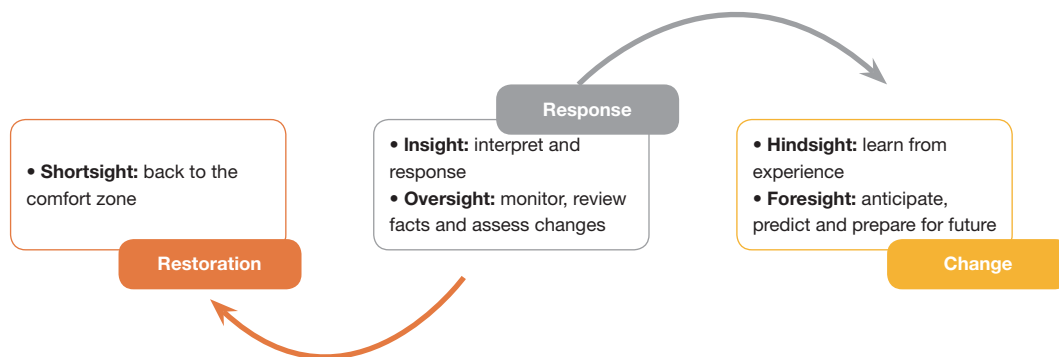 • Shortsight: back to the
comfort zone
Restoration
Response
• Insight: interpret and
response
• Oversight: monitor, review
facts and assess changes
• Hindsight: learn from
experience
• Foresight: anticipate,
predict and prepare for future
Change